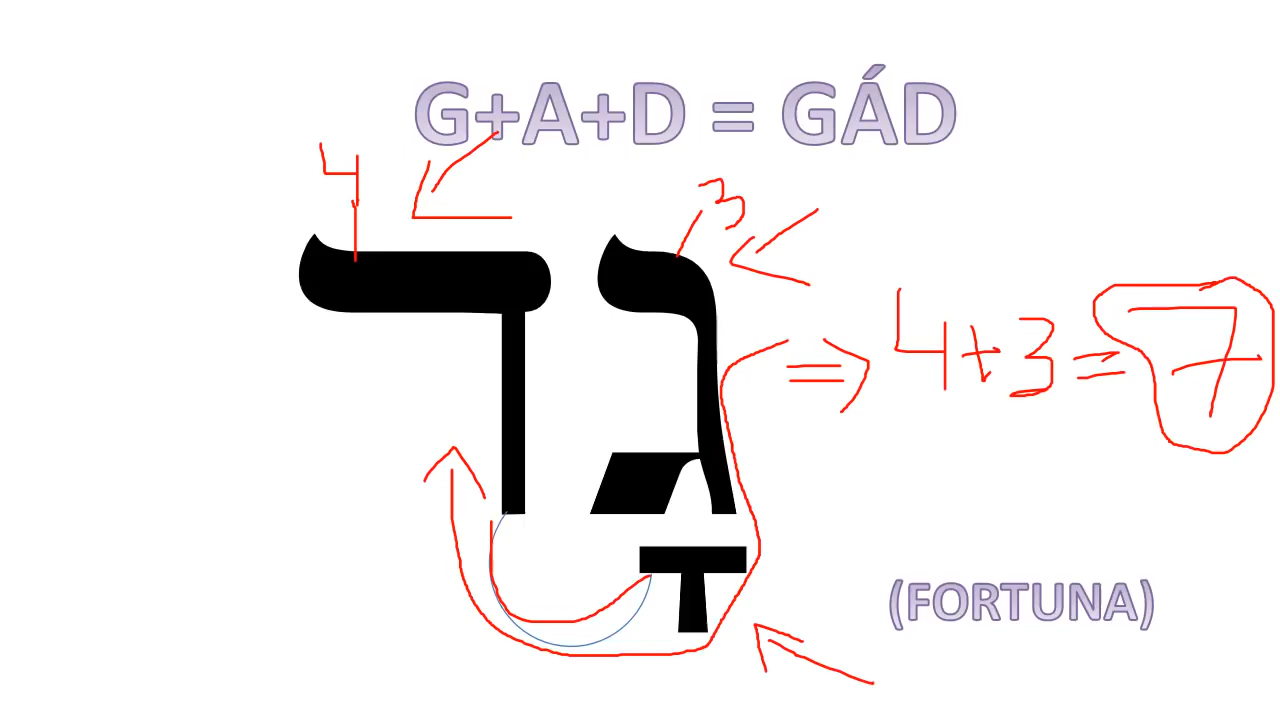 G+A+D = GÁD
4
3
גָד
=> 4+3=7
(FORTUNA)